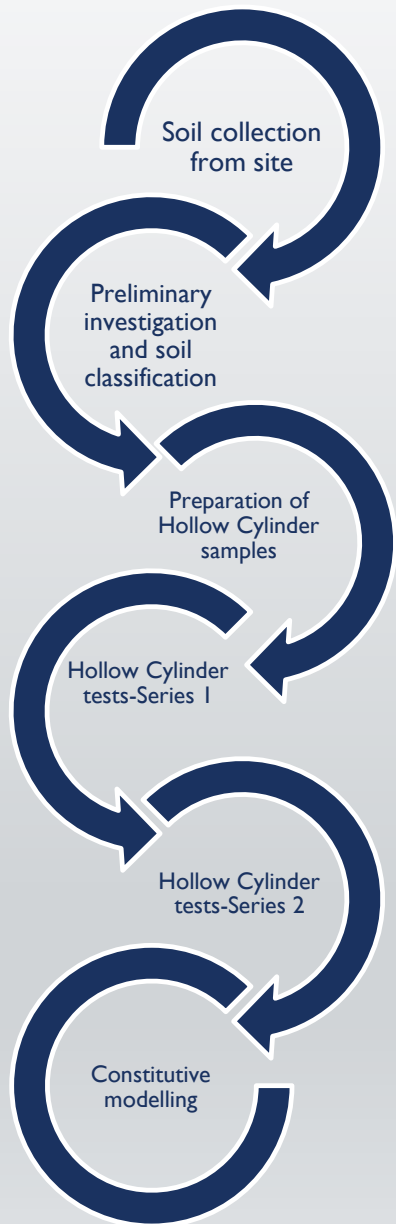 Soil collection
from site
Preliminary
investigation
and soil
classification
Preparation of
Hollow Cylinder
samples
Hollow Cylinder
tests-Series 1
Hollow Cylinder
tests-Series 2
Constitutive
modelling